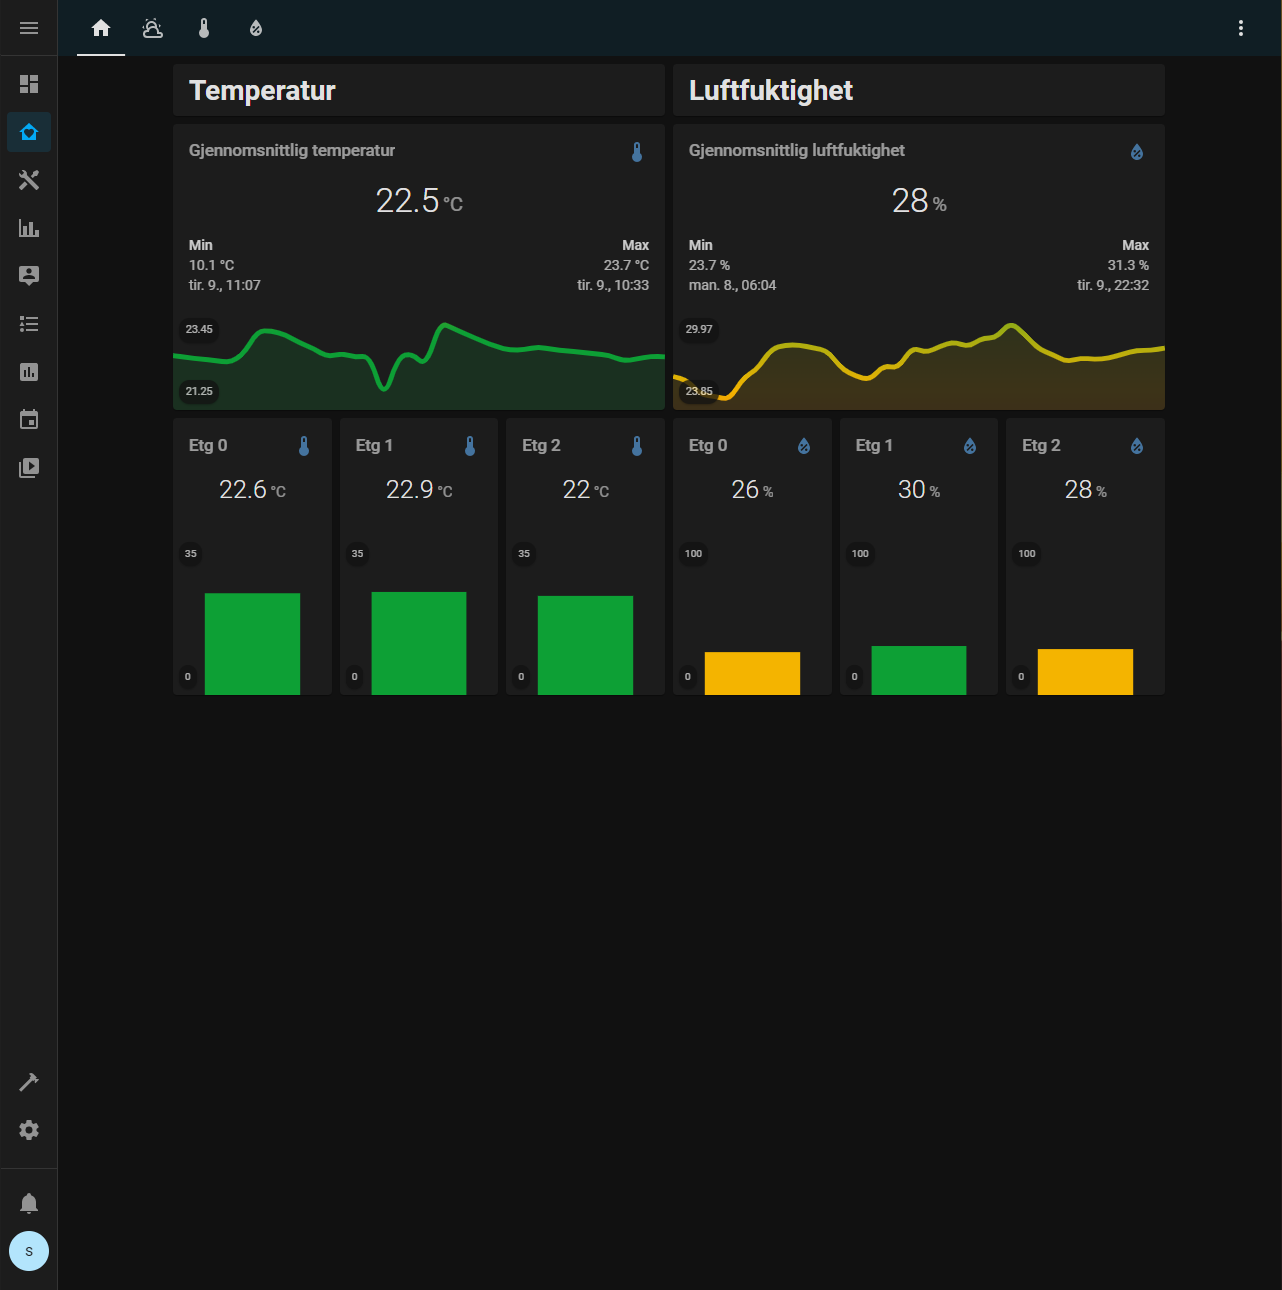 Temperatur
Gjennomsnittlig temperatur
22.5 °C
Min Max
10.1 °C 23.7 °C
tir. 9., 11:07 tir. 9., 10:33
23.45
21.25
Etg 0
22.6 °C
35
0
Etg 1
22.9 °C
35
0
Etg 2
22 °C
35
0
Luftfuktighet
Gjennomsnittlig luftfuktighet
28 %
Min Max
23.7 % 31.3 %
man. 8., 06:04 tir. 9., 22:32
29.97
23.85
Etg 0
26 %
100
0
Etg 1
30 %
100
0
Etg 2
28 %
100
0
S